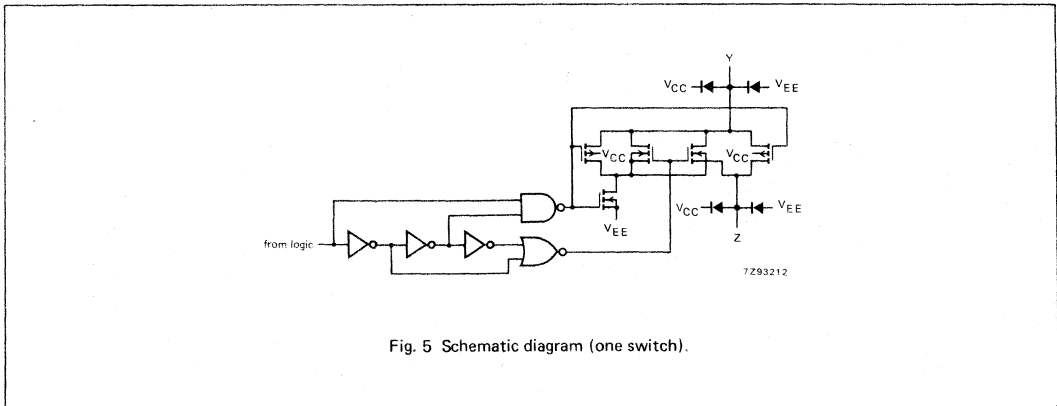 Y
VCC VEE
VCC VCC
VCC VEE
VEE
from logic
Z
7Z93212
Fig. 5 Schematic diagram (one switch).